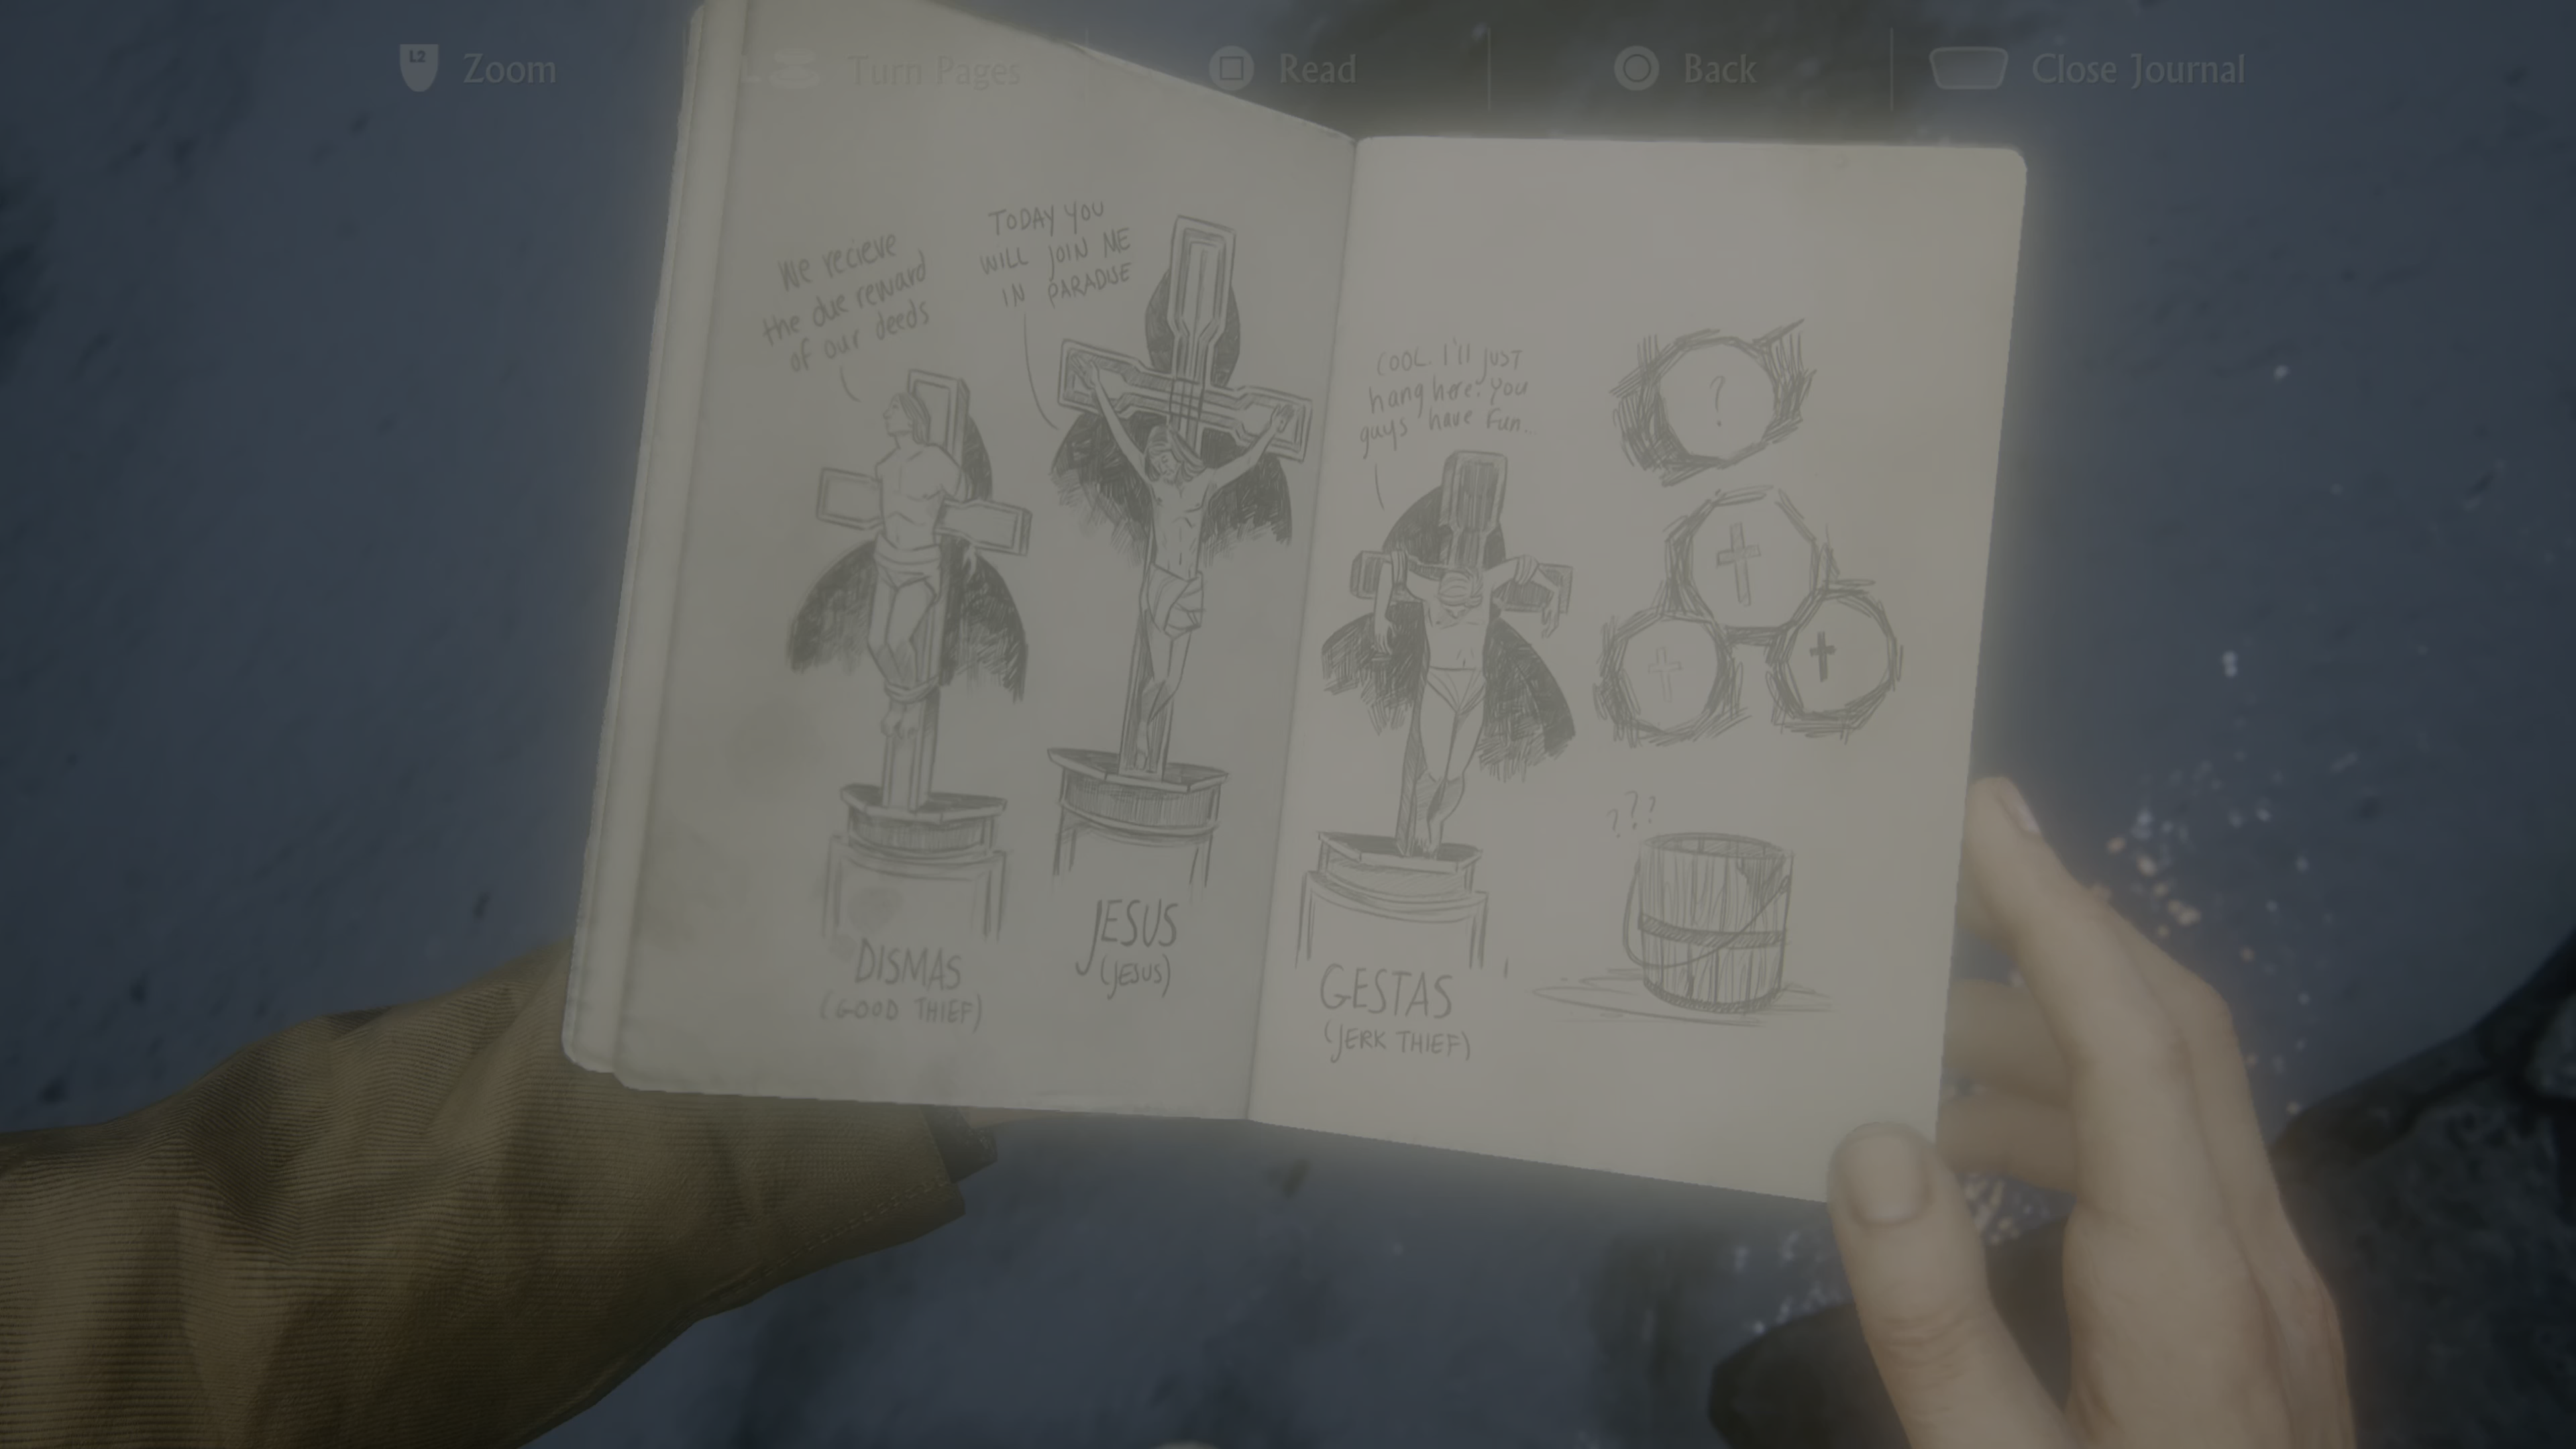 L2 Zoom
L Turn Pages
Read
Back
Close Journal
We recieve
the due reward
of our deeds
TODAY YOU
WILL JOIN ME
IN PARADISE
COOL. I'll JUST
hang here. You
guys have fun...
?
???
DISMAS
(GOOD THIEF)
JESUS
(JESUS)
GESTAS
(JERK THIEF)